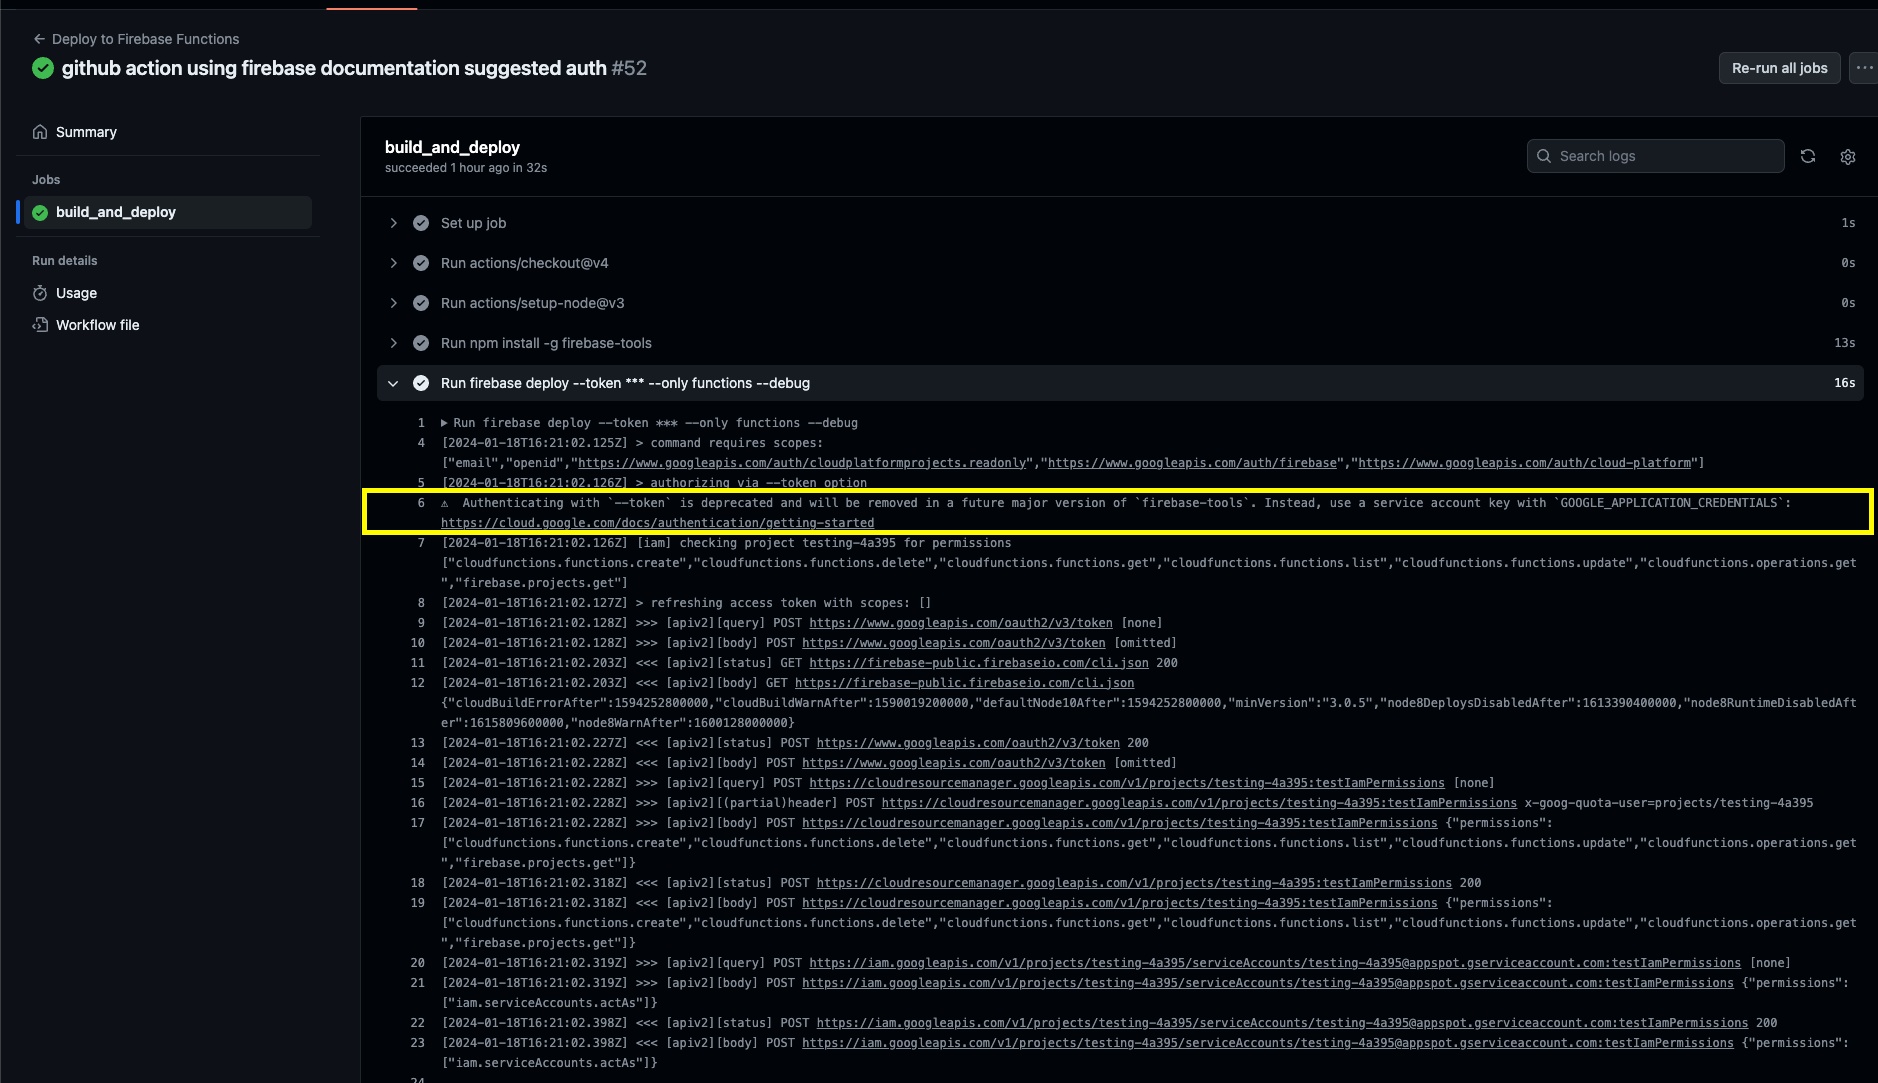 ← Deploy to Firebase Functions
github action using firebase documentation suggested auth #52
Re-run all jobs
...
Summary
Jobs
build_and_deploy
Run details
Usage
Workflow file
build_and_deploy
succeeded 1 hour ago in 32s
Search logs
Set up job 1s
Run actions/checkout@v4 0s
Run actions/setup-node@v3 0s
Run npm install -g firebase-tools 13s
Run firebase deploy --token *** --only functions --debug 16s
1 ▶ Run firebase deploy --token *** --only functions --debug
4 [2024-01-18T16:21:02.125Z] > command requires scopes:
["email","openid","https://www.googleapis.com/auth/cloudplatformprojects.readonly","https://www.googleapis.com/auth/firebase","https://www.googleapis.com/auth/cloud-platform"]
5 [2024-01-18T16:21:02.126Z] > authorizing via --token option
6 ⚠ Authenticating with `--token` is deprecated and will be removed in a future major version of `firebase-tools`. Instead, use a service account key with `GOOGLE_APPLICATION_CREDENTIALS`:
https://cloud.google.com/docs/authentication/getting-started
7 [2024-01-18T16:21:02.126Z] [iam] checking project testing-4a395 for permissions
["cloudfunctions.functions.create","cloudfunctions.functions.delete","cloudfunctions.functions.get","cloudfunctions.functions.list","cloudfunctions.functions.update","cloudfunctions.operations.get
","firebase.projects.get"]
8 [2024-01-18T16:21:02.127Z] > refreshing access token with scopes: []
9 [2024-01-18T16:21:02.128Z] >>> [apiv2][query] POST https://www.googleapis.com/oauth2/v3/token [none]
10 [2024-01-18T16:21:02.128Z] >>> [apiv2][body] POST https://www.googleapis.com/oauth2/v3/token [omitted]
11 [2024-01-18T16:21:02.203Z] <<< [apiv2][status] GET https://firebase-public.firebaseio.com/cli.json 200
12 [2024-01-18T16:21:02.203Z] <<< [apiv2][body] GET https://firebase-public.firebaseio.com/cli.json
{"cloudBuildErrorAfter":1594252800000,"cloudBuildWarnAfter":1590019200000,"defaultNode10After":1594252800000,"minVersion":"3.0.5","node8DeploysDisabledAfter":1613390400000,"node8RuntimeDisabledAft
er":1615809600000,"node8WarnAfter":1600128000000}
13 [2024-01-18T16:21:02.227Z] <<< [apiv2][status] POST https://www.googleapis.com/oauth2/v3/token 200
14 [2024-01-18T16:21:02.228Z] <<< [apiv2][body] POST https://www.googleapis.com/oauth2/v3/token [omitted]
15 [2024-01-18T16:21:02.228Z] >>> [apiv2][query] POST https://cloudresourcemanager.googleapis.com/v1/projects/testing-4a395:testIamPermissions [none]
16 [2024-01-18T16:21:02.228Z] >>> [apiv2][(partial)header] POST https://cloudresourcemanager.googleapis.com/v1/projects/testing-4a395:testIamPermissions x-goog-quota-user=projects/testing-4a395
17 [2024-01-18T16:21:02.228Z] >>> [apiv2][body] POST https://cloudresourcemanager.googleapis.com/v1/projects/testing-4a395:testIamPermissions {"permissions":
["cloudfunctions.functions.create","cloudfunctions.functions.delete","cloudfunctions.functions.get","cloudfunctions.functions.list","cloudfunctions.functions.update","cloudfunctions.operations.get
","firebase.projects.get"]}
18 [2024-01-18T16:21:02.318Z] <<< [apiv2][status] POST https://cloudresourcemanager.googleapis.com/v1/projects/testing-4a395:testIamPermissions 200
19 [2024-01-18T16:21:02.318Z] <<< [apiv2][body] POST https://cloudresourcemanager.googleapis.com/v1/projects/testing-4a395:testIamPermissions {"permissions":
["cloudfunctions.functions.create","cloudfunctions.functions.delete","cloudfunctions.functions.get","cloudfunctions.functions.list","cloudfunctions.functions.update","cloudfunctions.operations.get
","firebase.projects.get"]}
20 [2024-01-18T16:21:02.319Z] >>> [apiv2][query] POST https://iam.googleapis.com/v1/projects/testing-4a395/serviceAccounts/testing-4a395@appspot.gserviceaccount.com:testIamPermissions [none]
21 [2024-01-18T16:21:02.319Z] >>> [apiv2][body] POST https://iam.googleapis.com/v1/projects/testing-4a395/serviceAccounts/testing-4a395@appspot.gserviceaccount.com:testIamPermissions {"permissions":
["iam.serviceAccounts.actAs"]}
22 [2024-01-18T16:21:02.398Z] <<< [apiv2][status] POST https://iam.googleapis.com/v1/projects/testing-4a395/serviceAccounts/testing-4a395@appspot.gserviceaccount.com:testIamPermissions 200
23 [2024-01-18T16:21:02.398Z] <<< [apiv2][body] POST https://iam.googleapis.com/v1/projects/testing-4a395/serviceAccounts/testing-4a395@appspot.gserviceaccount.com:testIamPermissions {"permissions":
["iam.serviceAccounts.actAs"]}
24